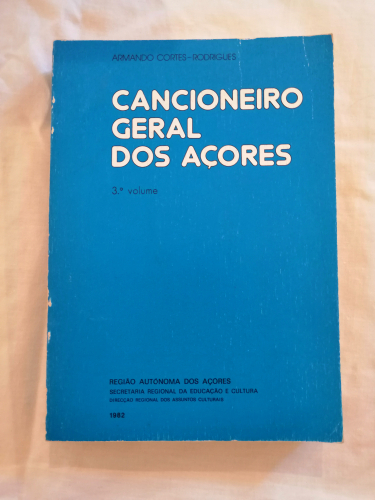 ARMANDO CORTES-RODRIGUES
CANCIONEIRO
GERAL
DOS AÇORES
3.º volume
REGIÃO AUTONOMA DOS AÇORES
SECRETARIA REGIONAL DA EDUCAÇÃO E CULTURA
DIRECÇÃO REGIONAL DOS ASSUNTOS CULTURAIS
1982